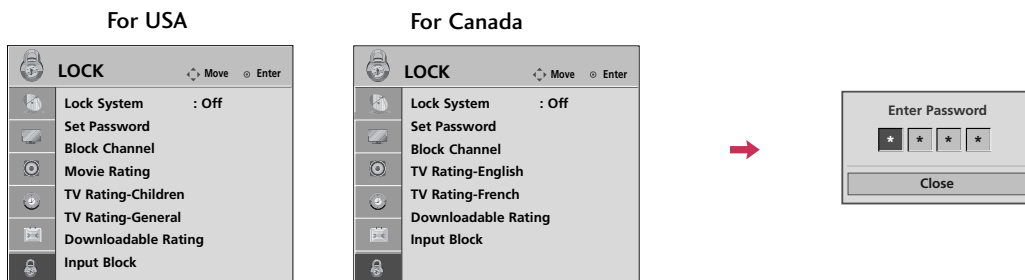 For USA
LOCK Move Enter
Lock System : Off
Set Password
Block Channel
Movie Rating
TV Rating-Children
TV Rating-General
Downloadable Rating
Input Block
For Canada
LOCK Move Enter
Lock System : Off
Set Password
Block Channel
TV Rating-English
TV Rating-French
Downloadable Rating
Input Block
Enter Password
* * * *
Close